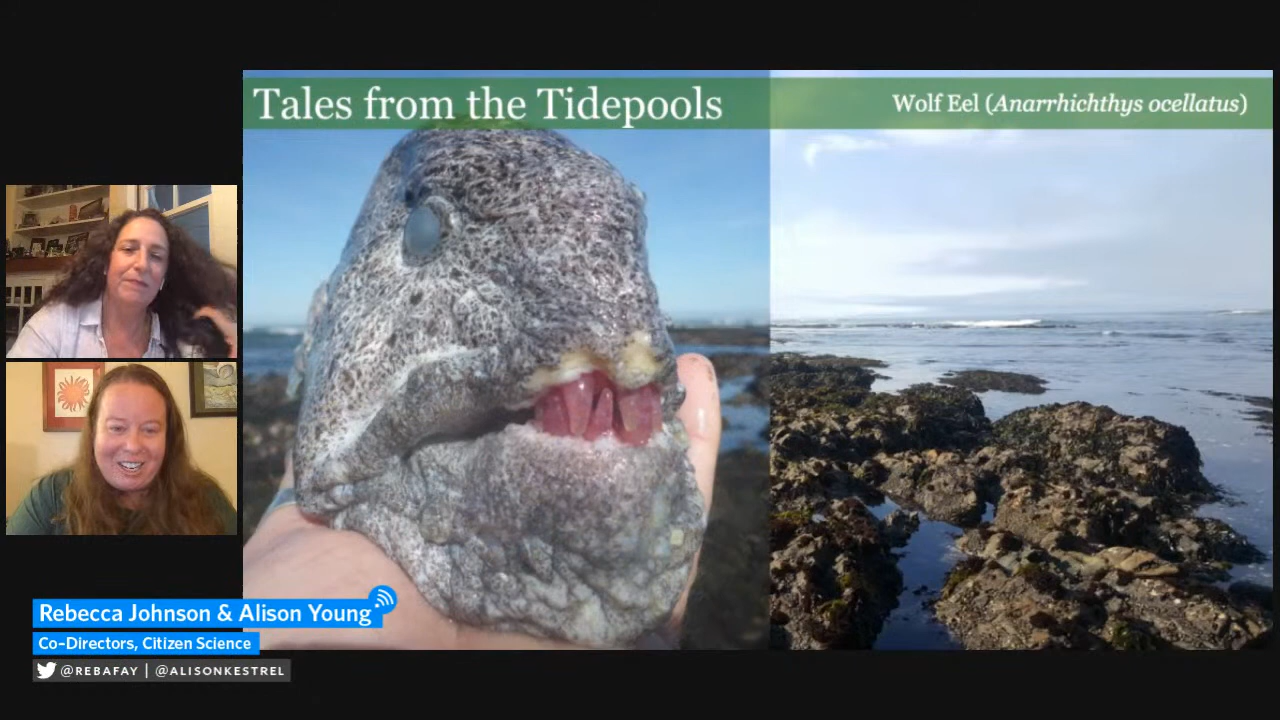 Tales from the Tidepools
Wolf Eel (Anarrhichthys ocellatus)
Rebecca Johnson & Alison Young
Co-Directors, Citizen Science
@REBAFAY | @ALISONKESTREL